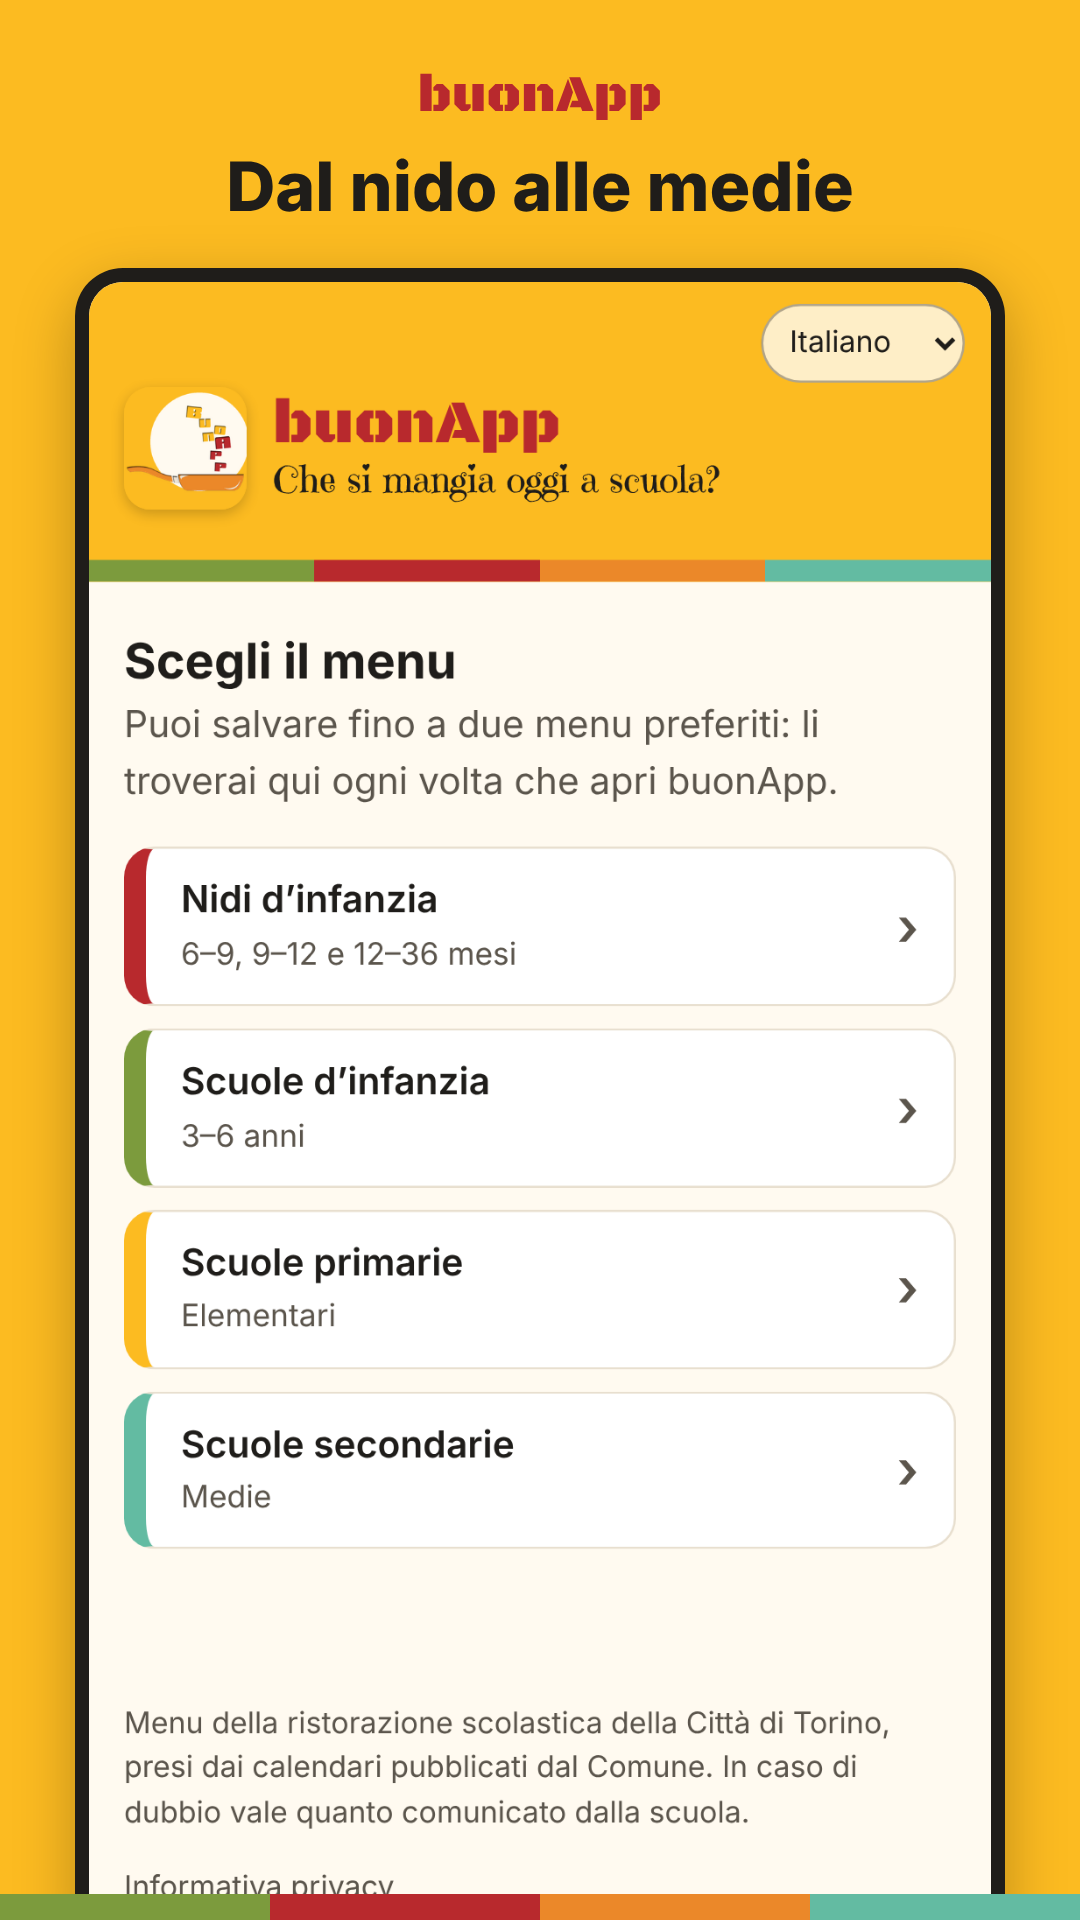 buonApp
Dal nido alle medie
Italiano
buonApp
Che si mangia oggi a scuola?
Scegli il menu
Puoi salvare fino a due menu preferiti: li
troverai qui ogni volta che apri buonApp.
Nidi d’infanzia
6–9, 9–12 e 12–36 mesi
Scuole d’infanzia
3–6 anni
Scuole primarie
Elementari
Scuole secondarie
Medie
Menu della ristorazione scolastica della Città di Torino,
presi dai calendari pubblicati dal Comune. In caso di
dubbio vale quanto comunicato dalla scuola.
Informativa privacy